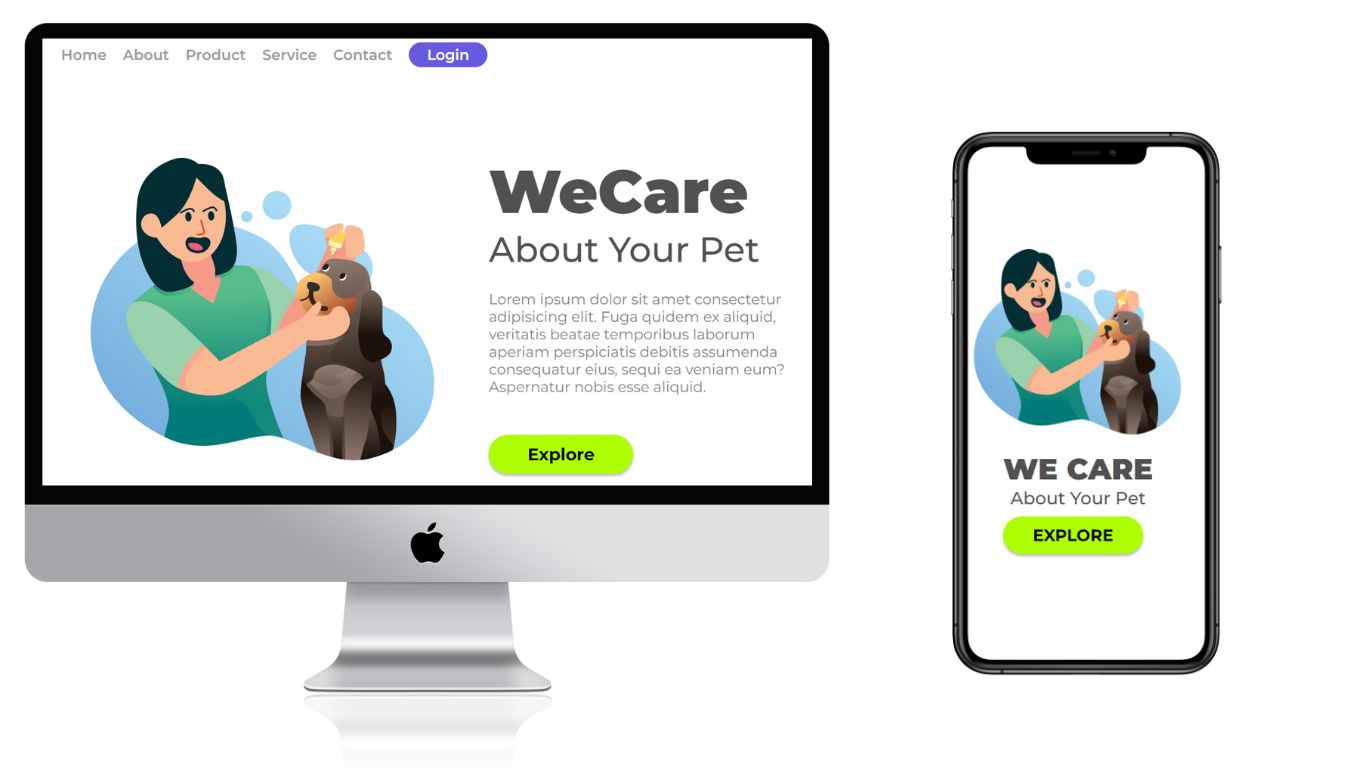 Home About Product Service Contact Login
WeCare
About Your Pet
Lorem ipsum dolor sit amet consectetur
adipisicing elit. Fuga quidem ex aliquid,
veritatis beatae temporibus laborum
aperiam perspiciatis debitis assumenda
consequatur eius, sequi ea veniam eum?
Aspernatur nobis esse aliquid.
Explore
WE CARE
About Your Pet
EXPLORE